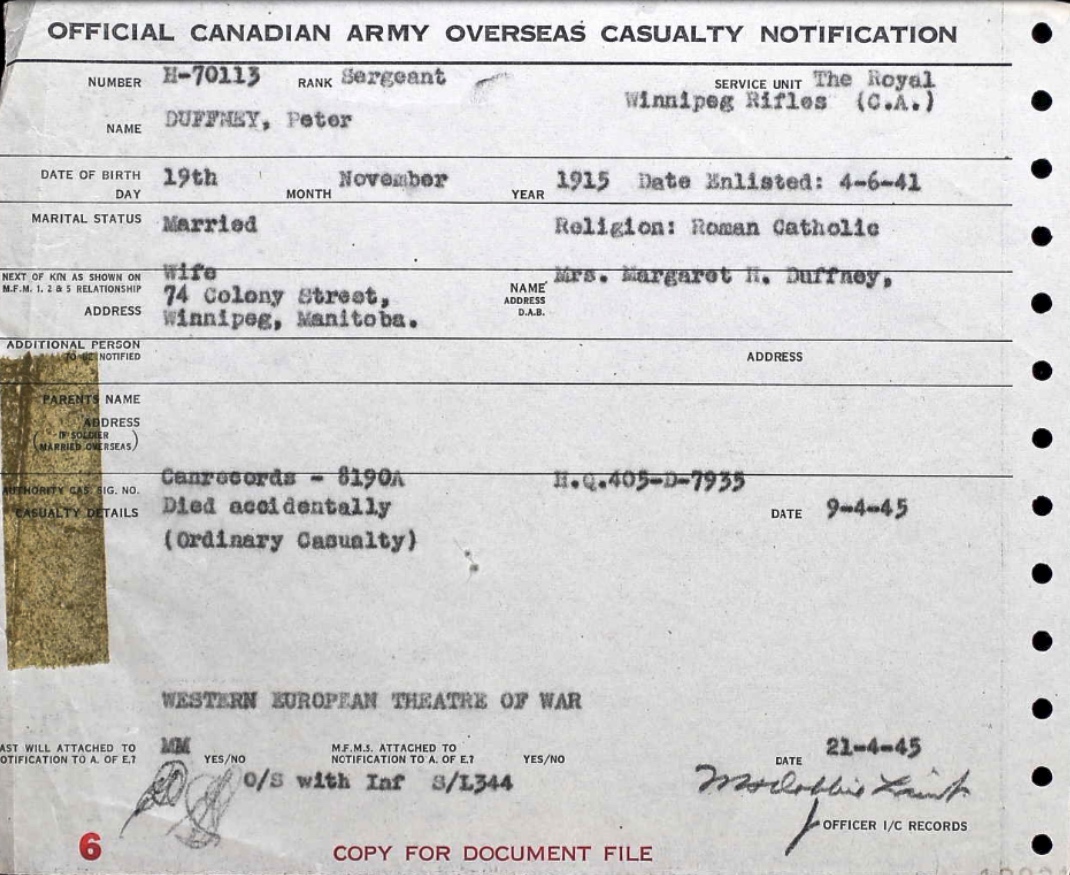 OFFICIAL CANADIAN ARMY OVERSEAS CASUALTY NOTIFICATION
NUMBER H-70113 RANK Sergeant SERVICE UNIT The Royal
Winnipeg Rifles (C.A.)
NAME DUFFNEY, Peter
DATE OF BIRTH
DAY 19th MONTH November YEAR 1915 Date Enlisted: 4-6-41
MARITAL STATUS Married Religion: Roman Catholic
NEXT OF KIN AS SHOWN ON Wife NAME Mrs. Margaret H. Duffney,
M.F.M. 1, 2 & 5 RELATIONSHIP 74 Colony Street, ADDRESS
ADDRESS Winnipeg, Manitoba. D.A.B.
ADDITIONAL PERSON
TO BE NOTIFIED ADDRESS
PARENTS NAME
ADDRESS
(IF SOLDIER
MARRIED OVERSEAS)
AUTHORITY CAS. SIG. NO. Canrecords - 8190A H.Q.405-D-7935
CASUALTY DETAILS Died accidentally DATE 9-4-45
(Ordinary Casualty)
WESTERN EUROPEAN THEATRE OF WAR
AST WILL ATTACHED TO MM M.F.M.5. ATTACHED TO 21-4-45
OTIFICATION TO A. OF E.? YES/NO NOTIFICATION TO A. OF E.? YES/NO DATE
O/S with Inf S/L344
OFFICER I/C RECORDS
6 COPY FOR DOCUMENT FILE